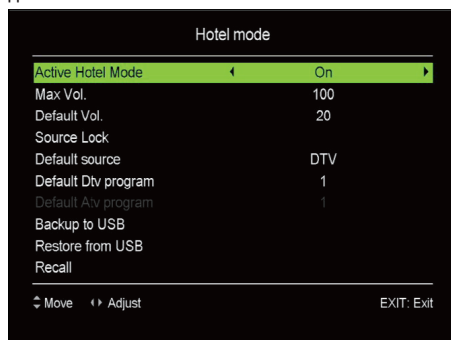 Hotel mode
Active Hotel Mode On
Max Vol. 100
Default Vol. 20
Source Lock
Default source DTV
Default Dtv program 1
Default Atv program 1
Backup to USB
Restore from USB
Recall
Move Adjust EXIT: Exit